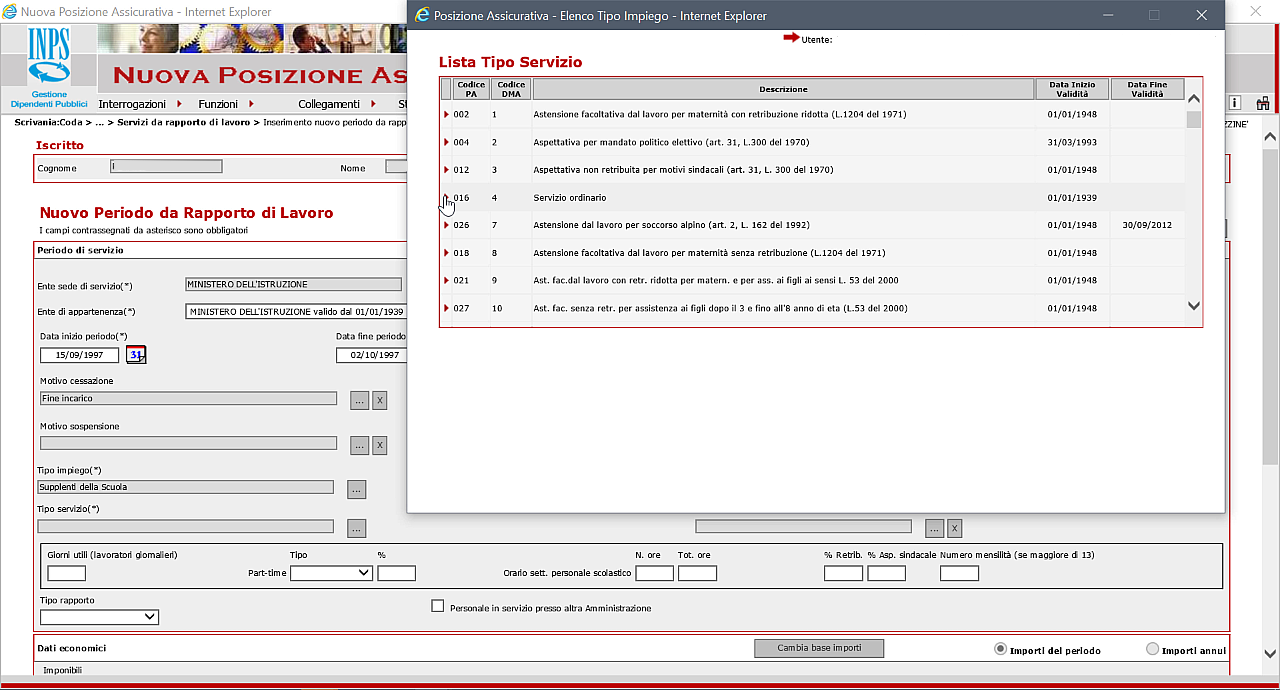 Nuova Posizione Assicurativa - Internet Explorer
Posizione Assicurativa - Elenco Tipo Impiego - Internet Explorer
INPS
Gestione
Dipendenti Pubblici
NUOVA POSIZIONE AS
Interrogazioni Funzioni Collegamenti S
Scrivania:Coda > ... > Servizi da rapporto di lavoro > Inserimento nuovo periodo da rapp
ZZINE'
Iscritto
Cognome I Nome
Nuovo Periodo da Rapporto di Lavoro
I campi contrassegnati da asterisco sono obbligatori
Periodo di servizio
Ente sede di servizio(*) MINISTERO DELL'ISTRUZIONE
Ente di appartenenza(*) MINISTERO DELL'ISTRUZIONE valido dal 01/01/1939
Data inizio periodo(*) Data fine periodo
15/09/1997 31 02/10/1997
Motivo cessazione
Fine incarico ... X
Motivo sospensione
... X
Tipo impiego(*)
Supplenti della Scuola ...
Tipo servizio(*)
... ... X
Giorni utili (lavoratori giornalieri) Tipo % N. ore Tot. ore % Retrib. % Asp. sindacale Numero mensilità (se maggiore di 13)
Part-time Orario sett. personale scolastico
Tipo rapporto
Personale in servizio presso altra Amministrazione
Dati economici Cambia base importi Importi del periodo Importi annui
Imponibili
Utente:
Lista Tipo Servizio
Codice PA Codice DMA Descrizione Data Inizio Validità Data Fine Validità
002 1 Astensione facoltativa dal lavoro per maternità con retribuzione ridotta (L.1204 del 1971) 01/01/1948
004 2 Aspettativa per mandato politico elettivo (art. 31, L.300 del 1970) 31/03/1993
012 3 Aspettativa non retribuita per motivi sindacali (art. 31, L. 300 del 1970) 01/01/1948
016 4 Servizio ordinario 01/01/1939
026 7 Astensione dal lavoro per soccorso alpino (art. 2, L. 162 del 1992) 01/01/1948 30/09/2012
018 8 Astensione facoltativa dal lavoro per maternità senza retribuzione (L.1204 del 1971) 01/01/1948
021 9 Ast. fac.dal lavoro con retr. ridotta per matern. e per ass. ai figli ai sensi L. 53 del 2000 01/01/1948
027 10 Ast. fac. senza retr. per assistenza ai figli dopo il 3 e fino all'8 anno di eta (L.53 del 2000) 01/01/1948